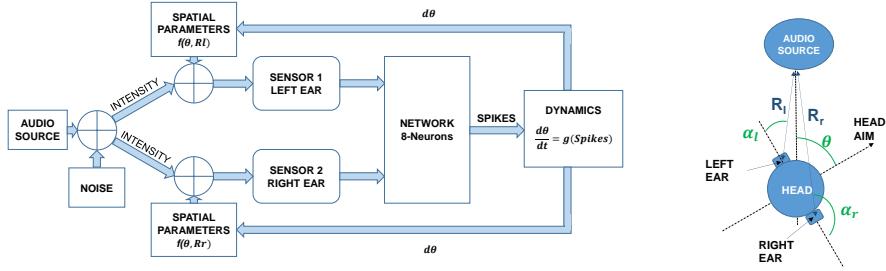 SPATIAL
PARAMETERS
f(θ, Rl)
dθ
INTENSITY
SENSOR 1
LEFT EAR
AUDIO
SOURCE
NOISE
INTENSITY
SENSOR 2
RIGHT EAR
NETWORK
8-Neurons
SPIKES
DYNAMICS
dθ/dt = g(Spikes)
SPATIAL
PARAMETERS
f(θ, Rr)
dθ
AUDIO
SOURCE
Rl
Rr
αl
θ
HEAD
AIM
LEFT
EAR
HEAD
αr
RIGHT
EAR